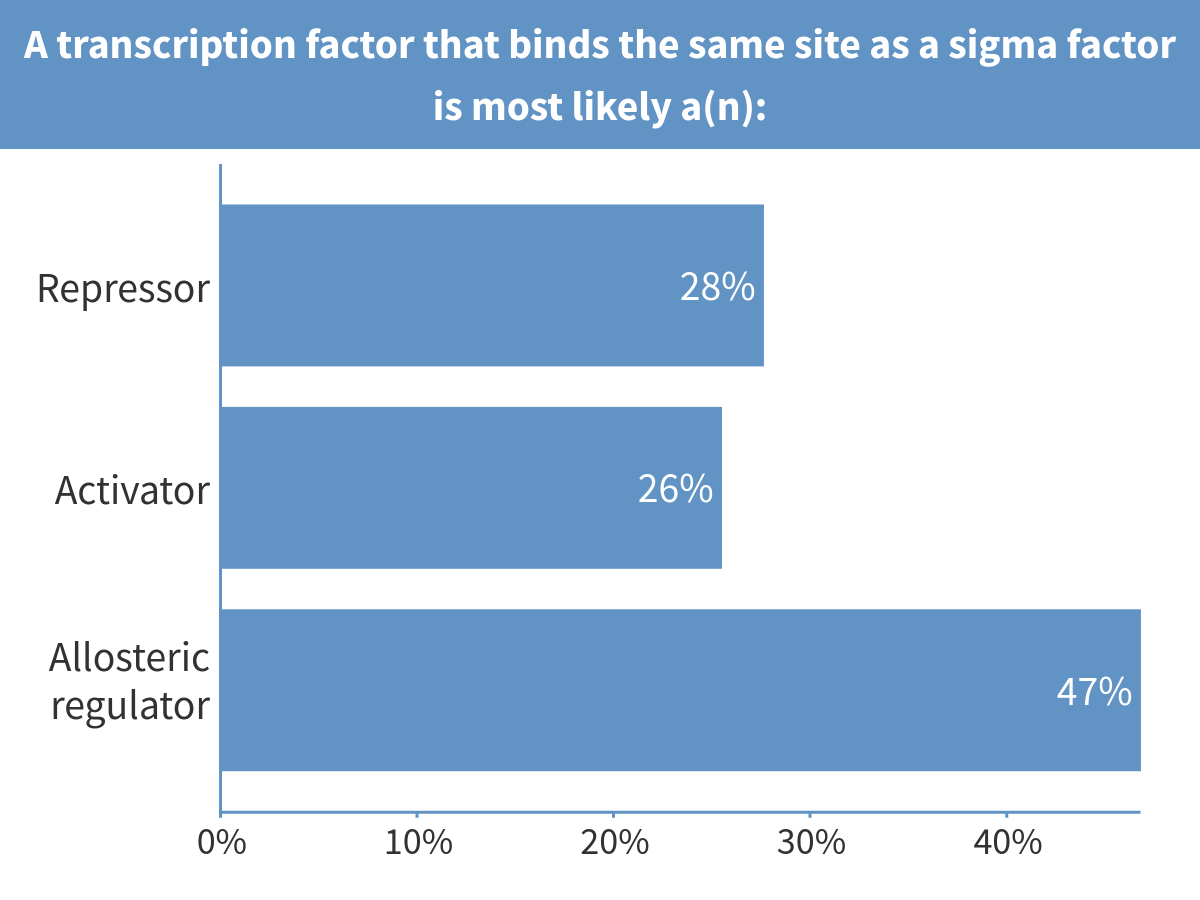 A transcription factor that binds the same site as a sigma factor
is most likely a(n):
Repressor
28%
Activator
26%
Allosteric
regulator
47%
0%
10%
20%
30%
40%